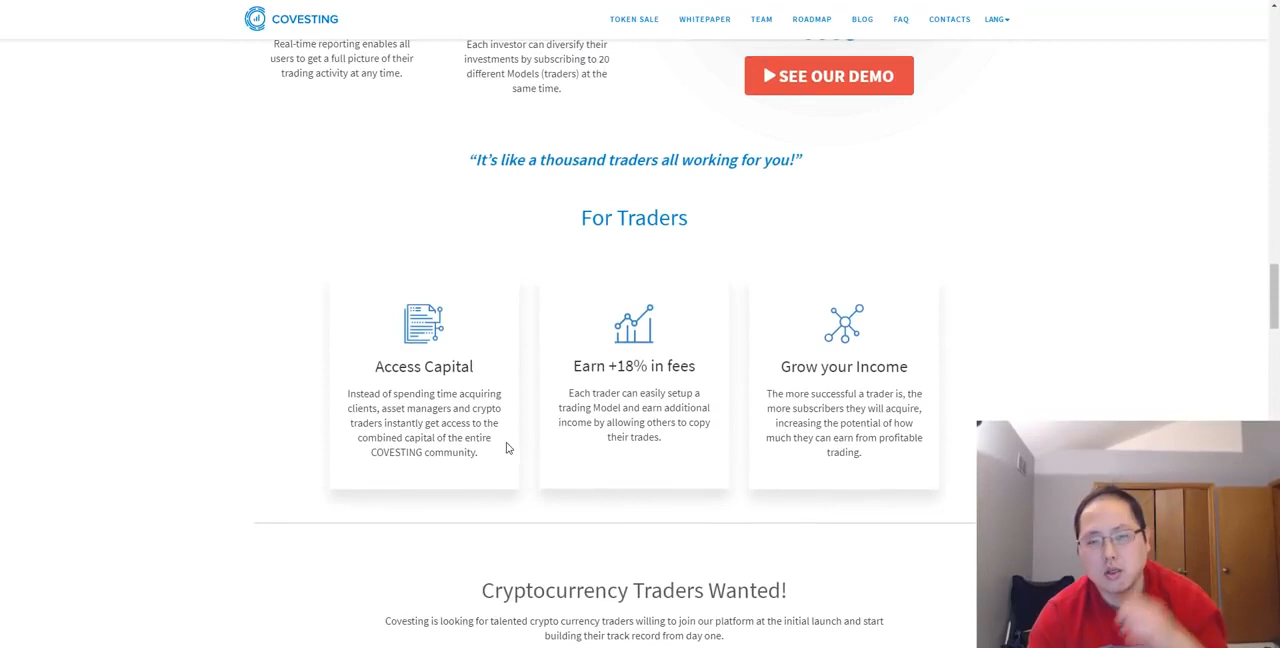 COVESTING
TOKEN SALE WHITEPAPER TEAM ROADMAP BLOG FAQ CONTACTS LANG
Real-time reporting enables all
users to get a full picture of their
trading activity at any time.
Each investor can diversify their
investments by subscribing to 20
different Models (traders) at the
same time.
SEE OUR DEMO
“It’s like a thousand traders all working for you!”
For Traders
Access Capital
Instead of spending time acquiring
clients, asset managers and crypto
traders instantly get access to the
combined capital of the entire
COVESTING community.
Earn +18% in fees
Each trader can easily setup a
trading Model and earn additional
income by allowing others to copy
their trades.
Grow your Income
The more successful a trader is, the
more subscribers they will acquire,
increasing the potential of how
much they can earn from profitable
trading.
Cryptocurrency Traders Wanted!
Covesting is looking for talented crypto currency traders willing to join our platform at the initial launch and start
building their track record from day one.